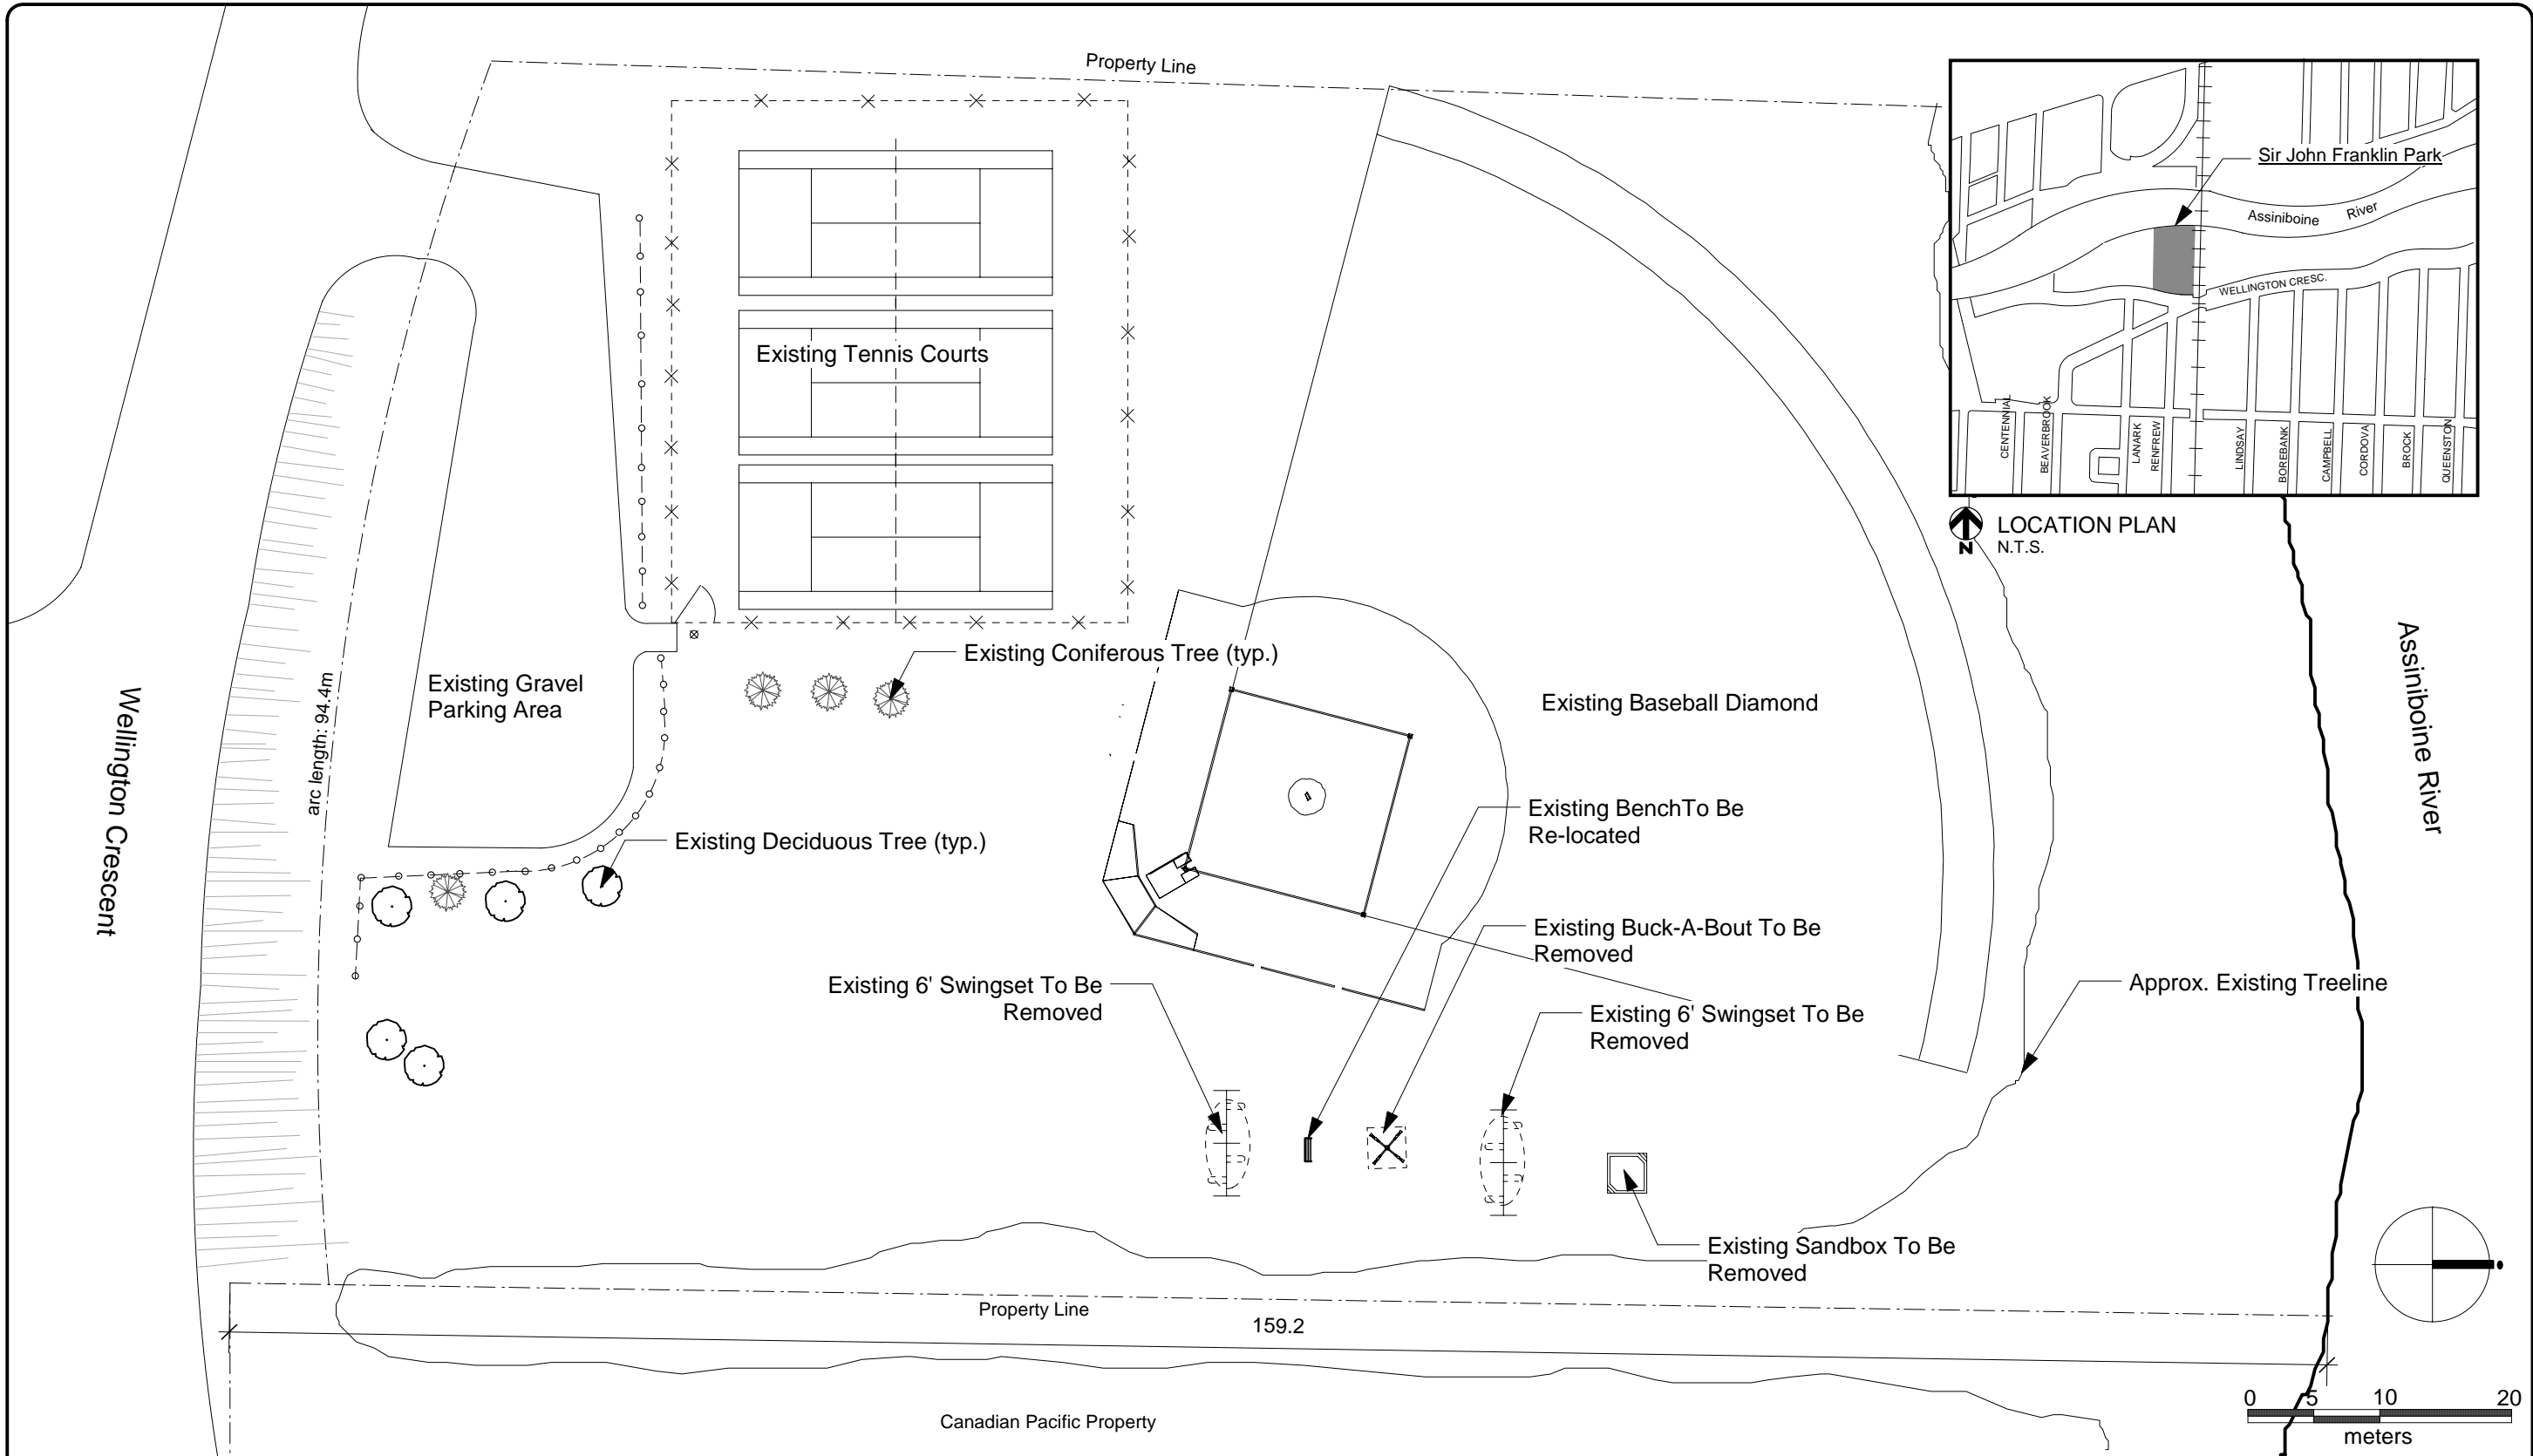 Property Line
Sir John Franklin Park
Assiniboine River
WELLINGTON CRESC.
CENTENNIAL
BEAVERBROOK
LANARK
RENFREW
LINDSAY
BOREBANK
CAMPBELL
CORDOVA
BROCK
QUEENSTON
N
LOCATION PLAN
N.T.S.
Existing Tennis Courts
Existing Coniferous Tree (typ.)
Existing Gravel
Parking Area
arc length: 94.4m
Wellington Crescent
Existing Baseball Diamond
Assiniboine River
Existing BenchTo Be
Re-located
Existing Deciduous Tree (typ.)
Existing Buck-A-Bout To Be
Removed
Existing 6' Swingset To Be
Removed
Existing 6' Swingset To Be
Removed
Approx. Existing Treeline
Existing Sandbox To Be
Removed
Property Line
159.2
Canadian Pacific Property
0 5 10 20
meters